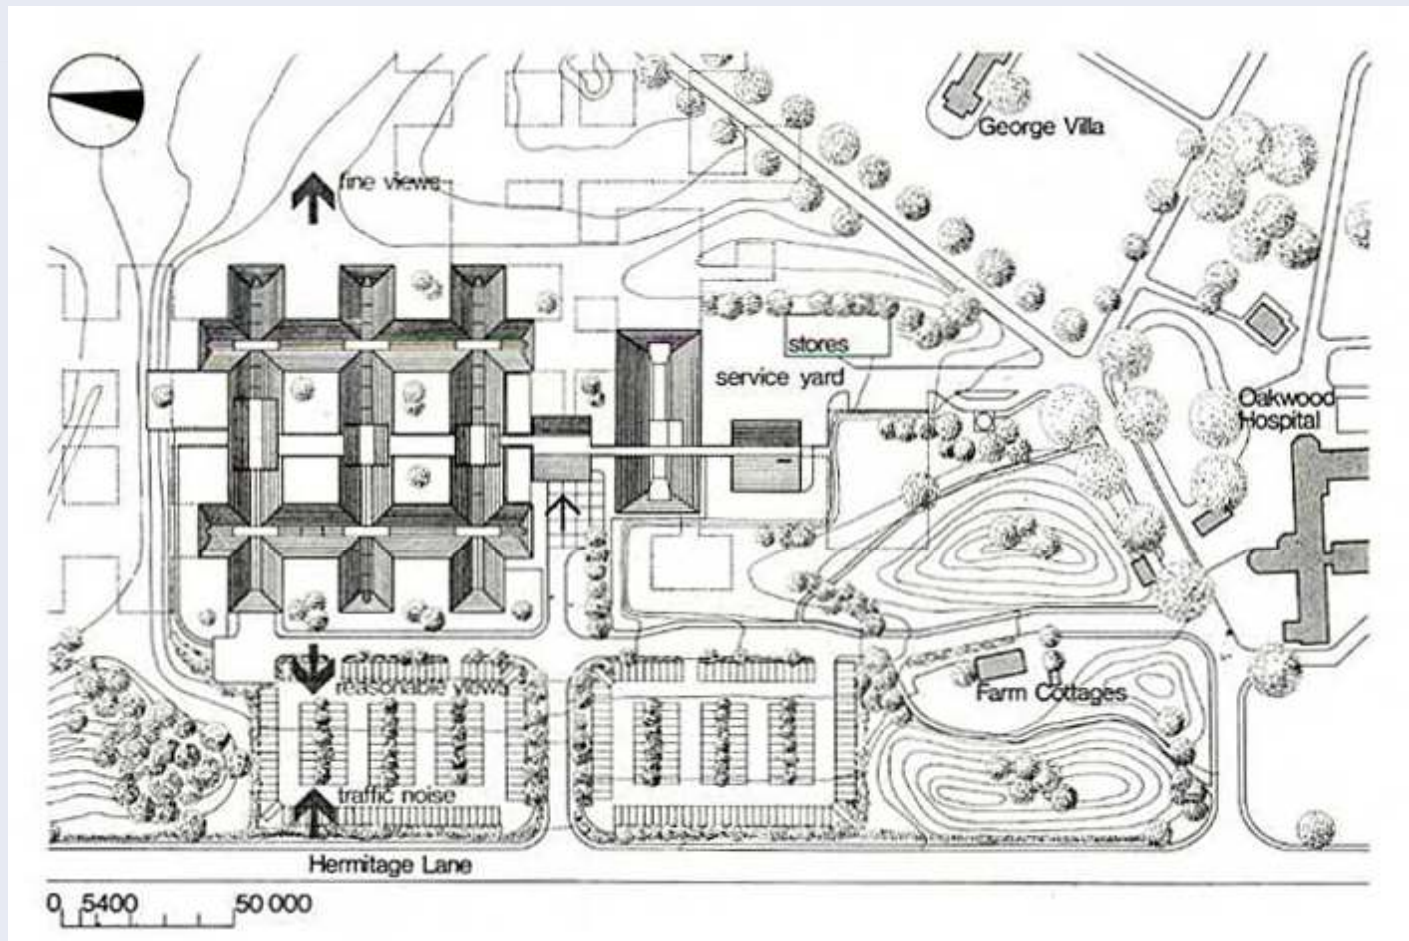 George Villa
fine views
stores
service yard
Oakwood
Hospital
reasonable views
Farm Cottages
traffic noise
Hermitage Lane
0 5400 50 000